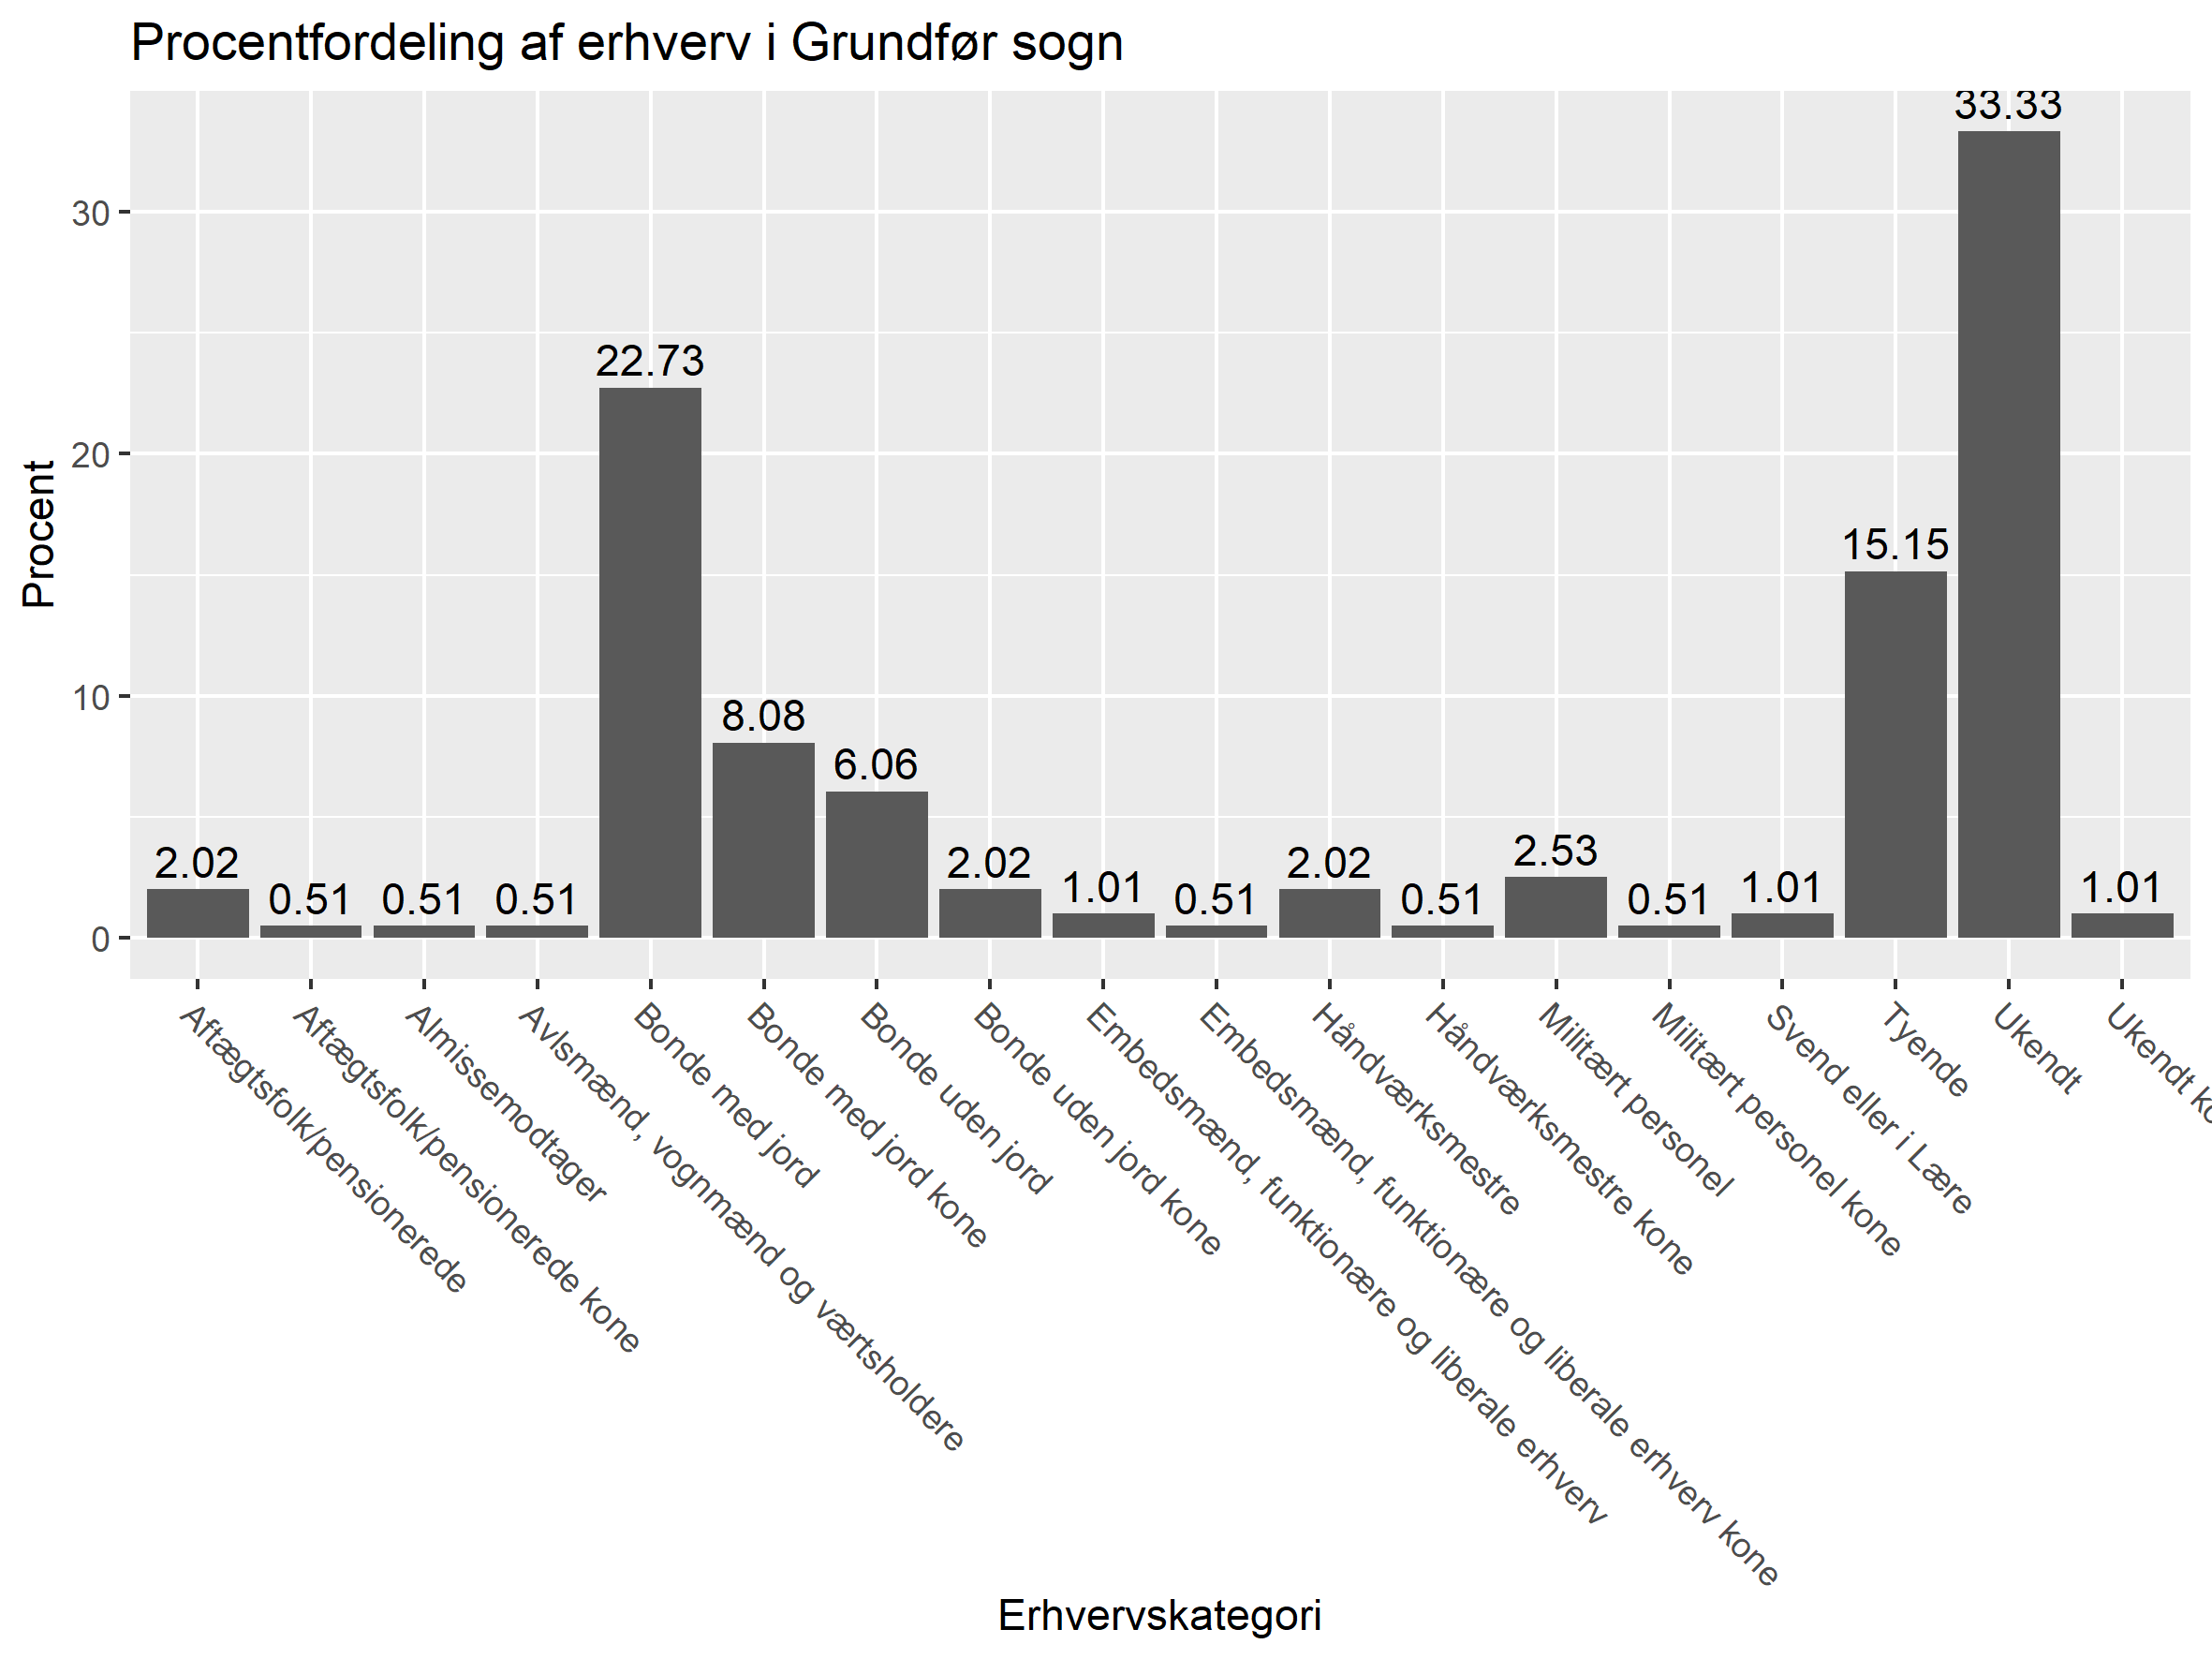 Procentfordeling af erhverv i Grundfør sogn
Procent
30
20
10
0
2.02
0.51
0.51
0.51
22.73
8.08
6.06
2.02
1.01
0.51
2.02
0.51
2.53
0.51
1.01
15.15
33.33
1.01
Aftægtsfolk/pensionerede
Aftægtsfolk/pensionerede kone
Almissemodtager
Avlsmænd, vognmænd og værtsholdere
Bonde med jord
Bonde med jord kone
Bonde uden jord
Bonde uden jord kone
Embedsmænd, funktionære og liberale erhverv
Embedsmænd, funktionære og liberale erhverv kone
Håndværksmestre
Håndværksmestre kone
Militært personel
Militært personel kone
Svend eller i Lære
Tyende
Ukendt
Ukendt
Erhvervskategori